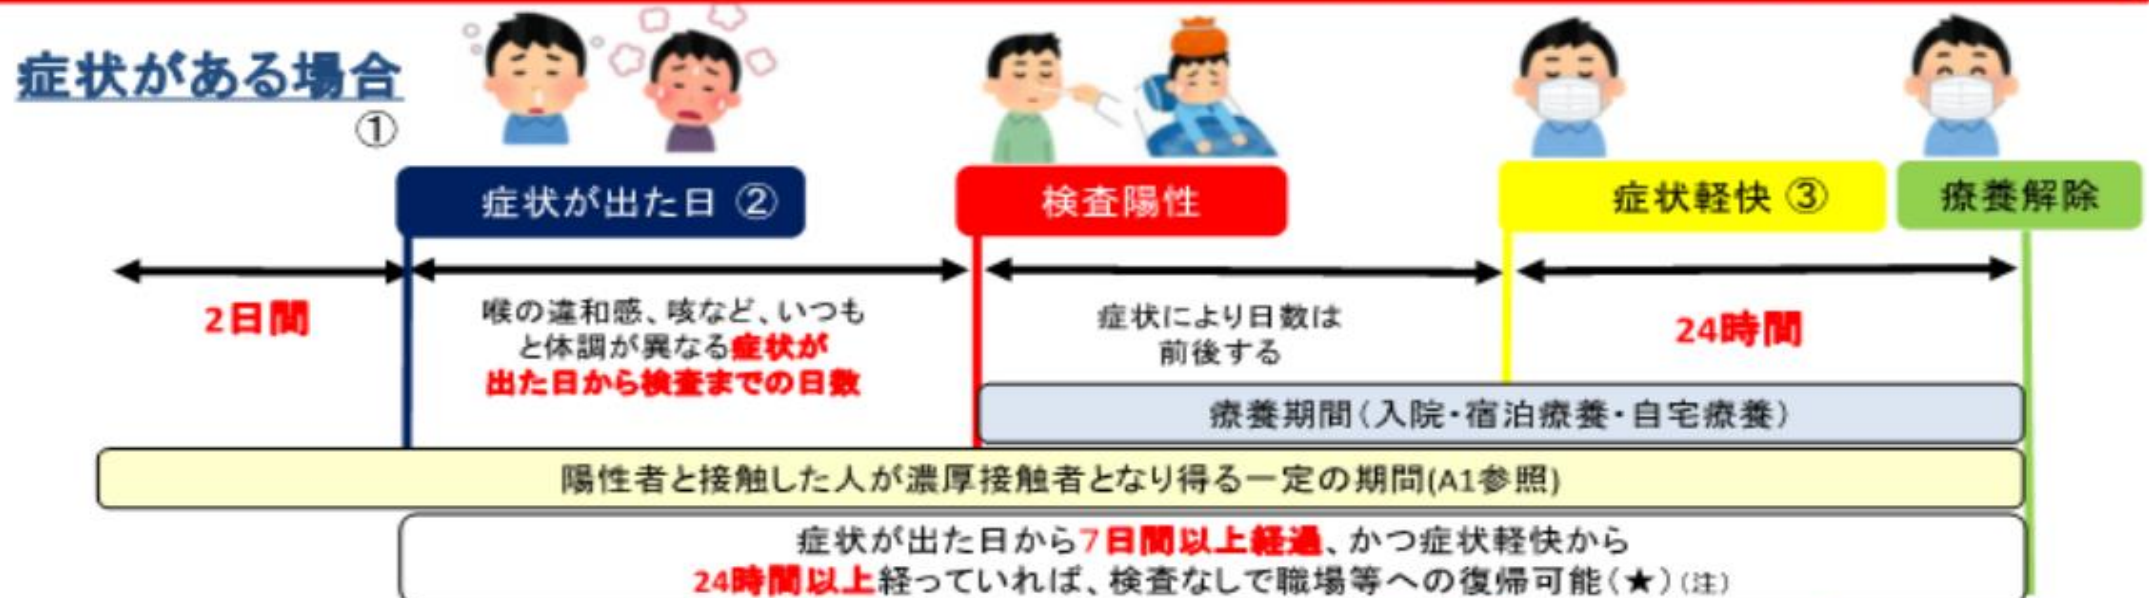 症状がある場合
①
症状が出た日 ②
検査陽性
症状軽快 ③
療養解除
2日間
喉の違和感、咳など、いつも
と体調が異なる症状が
出た日から検査までの日数
症状により日数は
前後する
24時間
療養期間(入院・宿泊療養・自宅療養)
陽性者と接触した人が濃厚接触者となり得る一定の期間(A1参照)
症状が出た日から7日間以上経過、かつ症状軽快から
24時間以上経っていれば、検査なしで職場等への復帰可能(★)(注)